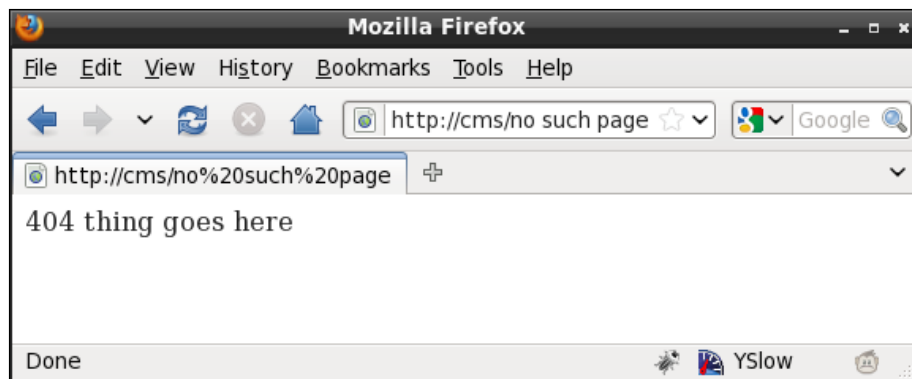 Mozilla Firefox
File Edit View History Bookmarks Tools Help
http://cms/no such page Google
http://cms/no%20such%20page
404 thing goes here
Done YSlow